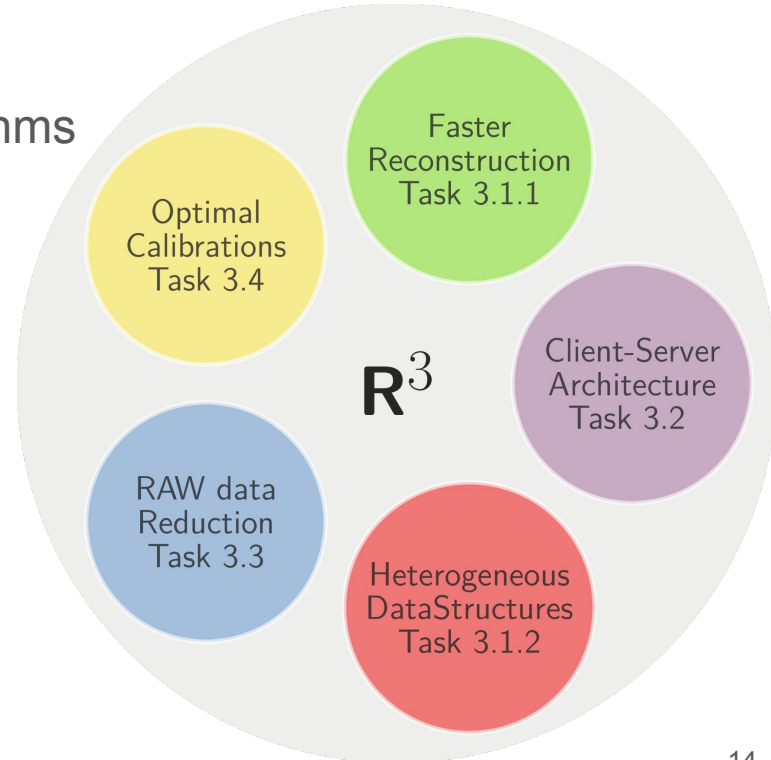 Faster
Reconstruction
Task 3.1.1
Optimal
Calibrations
Task 3.4
Client-Server
Architecture
Task 3.2
R³
RAW data
Reduction
Task 3.3
Heterogeneous
DataStructures
Task 3.1.2